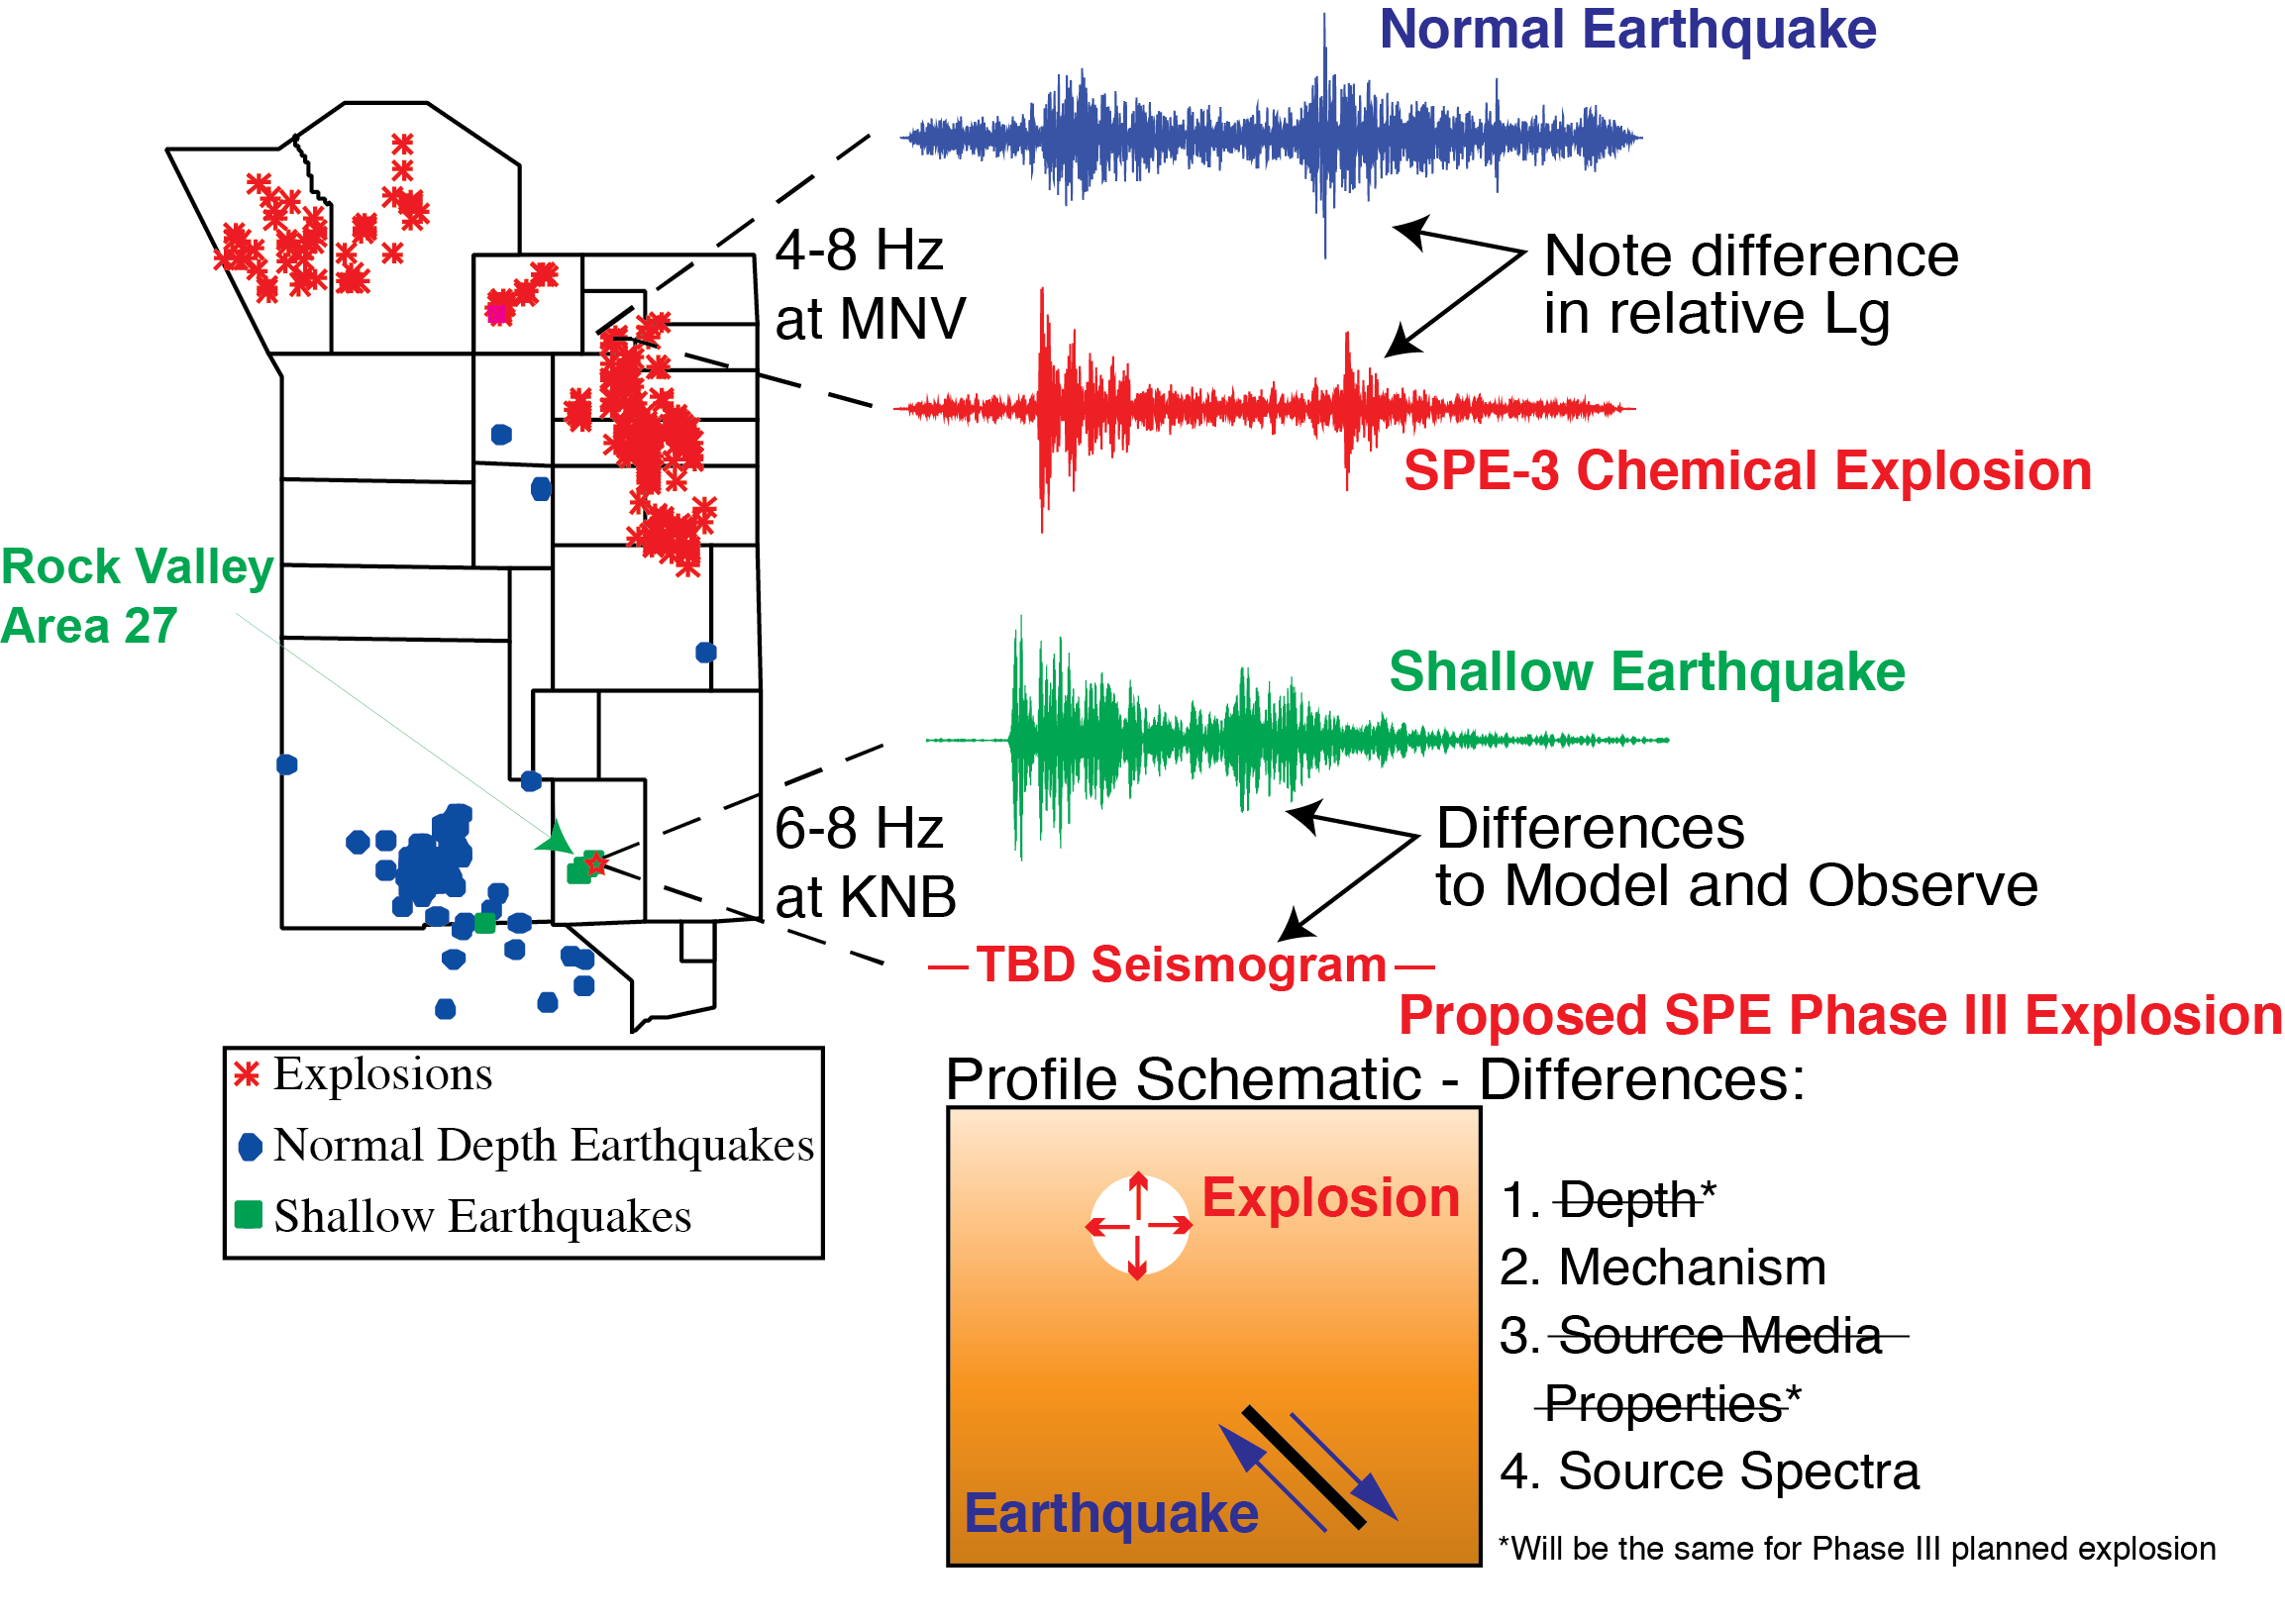 Normal Earthquake
4-8 Hz
at MNV
Note difference
in relative Lg
SPE-3 Chemical Explosion
Rock Valley
Area 27
Shallow Earthquake
6-8 Hz
at KNB
Differences
to Model and Observe
TBD Seismogram
Proposed SPE Phase III Explosion
Explosions
Normal Depth Earthquakes
Shallow Earthquakes
Profile Schematic - Differences:
Explosion
Earthquake
1. Depth*
2. Mechanism
3. Source Media
Properties*
4. Source Spectra
*Will be the same for Phase III planned explosion